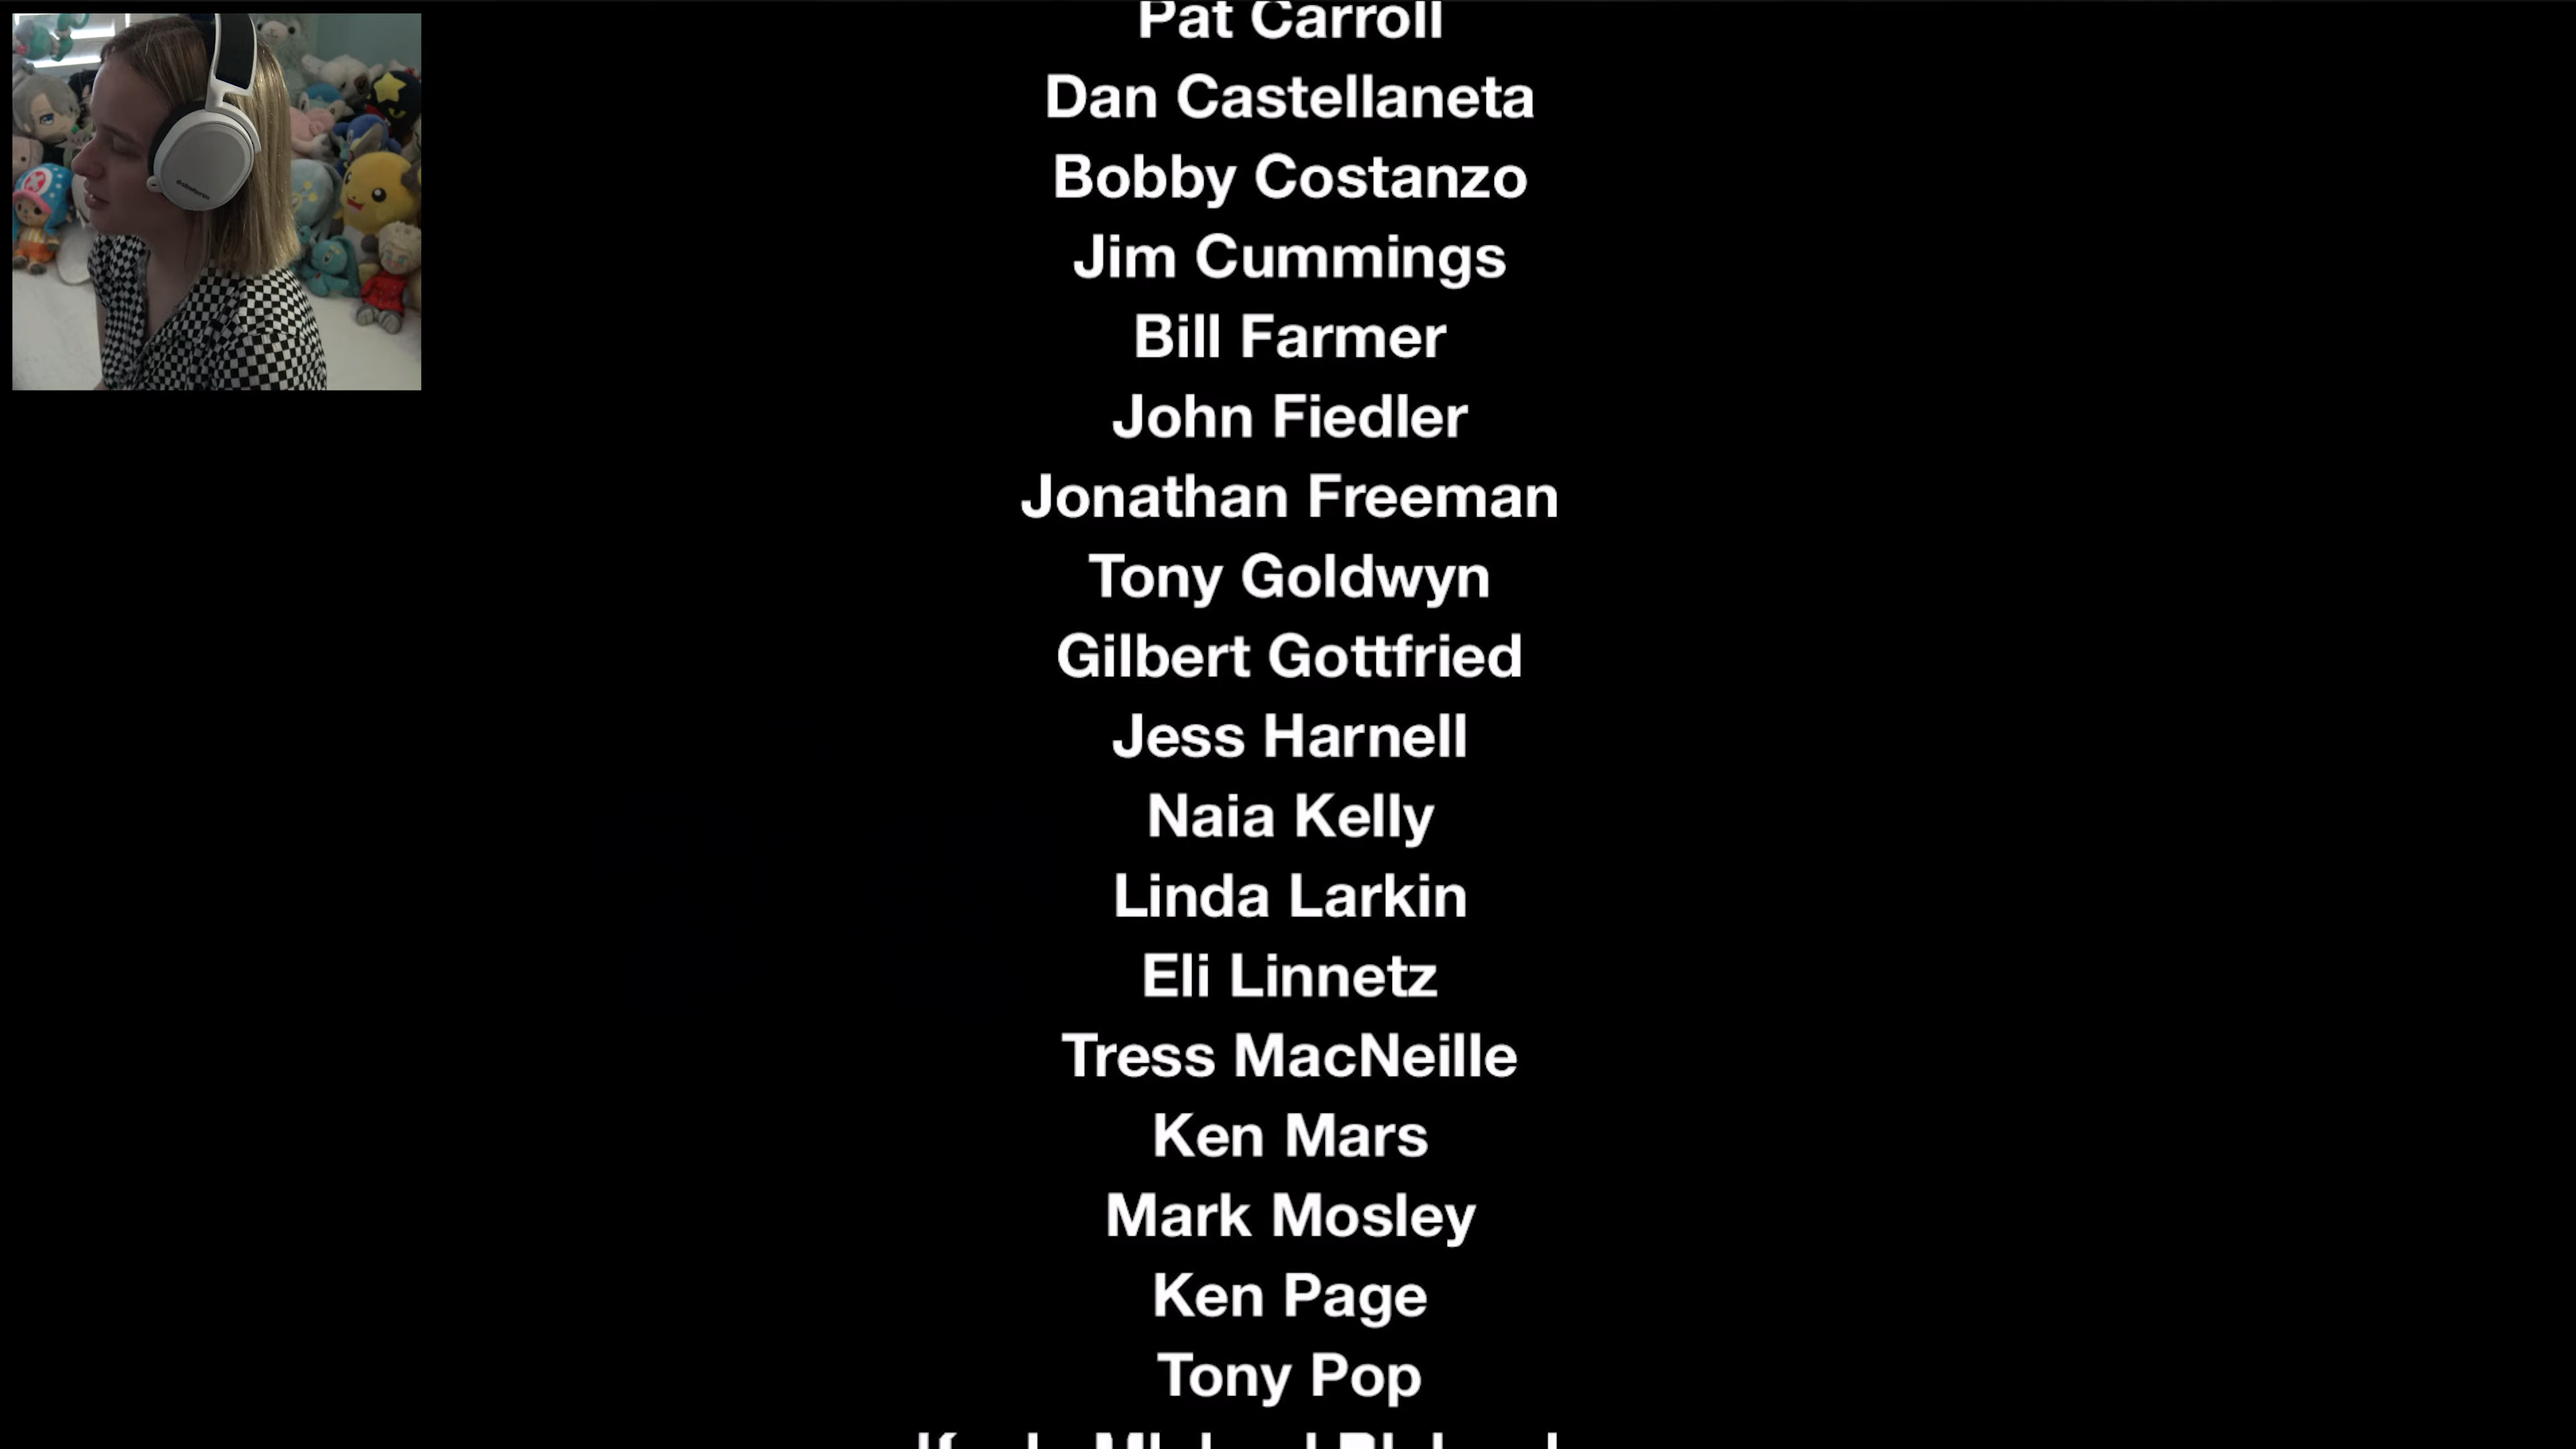 Pat Carroll
Dan Castellaneta
Bobby Costanzo
Jim Cummings
Bill Farmer
John Fiedler
Jonathan Freeman
Tony Goldwyn
Gilbert Gottfried
Jess Harnell
Naia Kelly
Linda Larkin
Eli Linnetz
Tress MacNeille
Ken Mars
Mark Mosley
Ken Page
Tony Pop